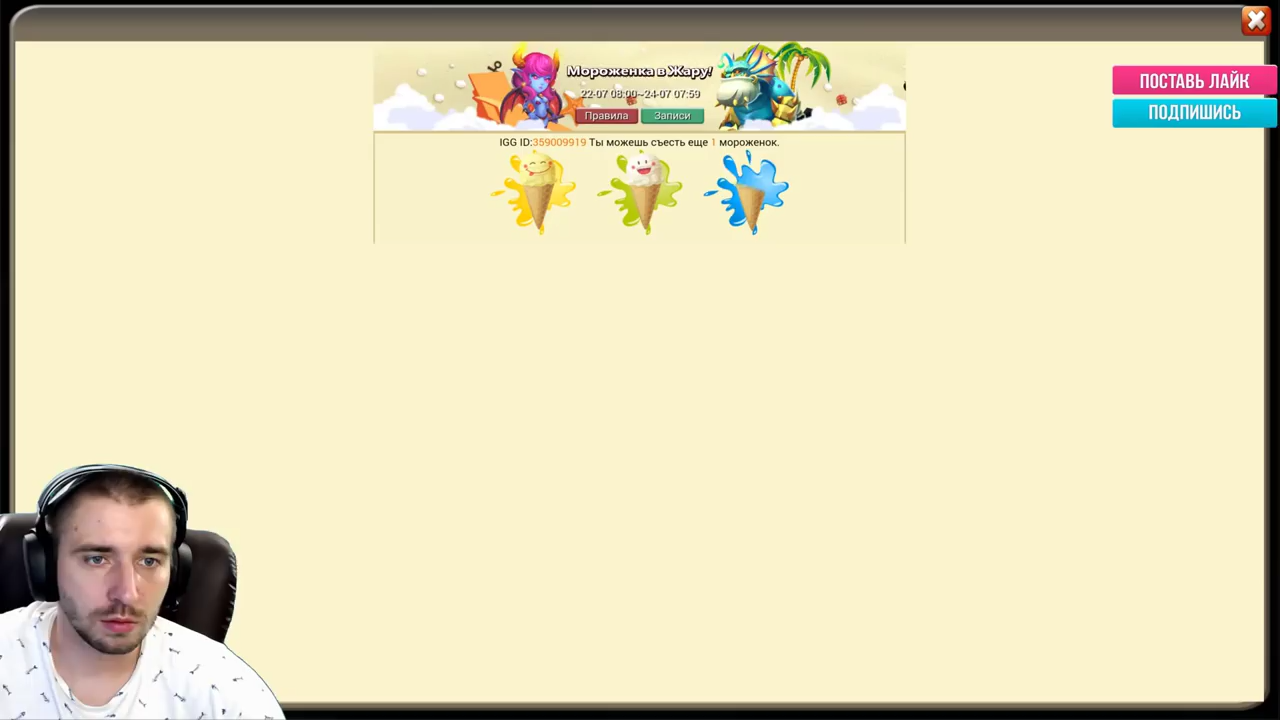 Мороженка в Жару!
22-07 08:00~24-07 07:59
Правила Записи
IGG ID:359009919 Ты можешь съесть еще 1 мороженок.
ПОСТАВЬ ЛАЙК
ПОДПИШИСЬ